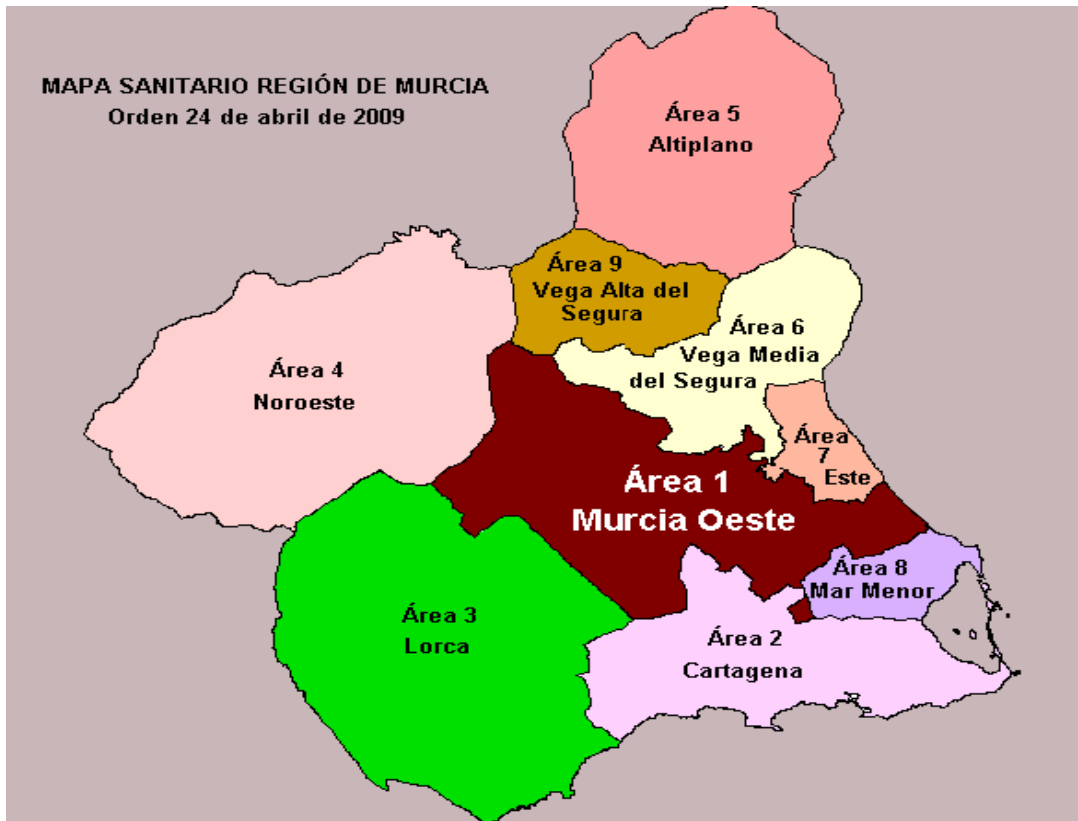 MAPA SANITARIO REGIÓN DE MURCIA
Orden 24 de abril de 2009
Área 5
Altiplano
Área 9
Vega Alta del
Segura
Área 6
Vega Media
del Segura
Área 4
Noroeste
Área
7
Este
Área 1
Murcia Oeste
Área 8
Mar Menor
Área 3
Lorca
Área 2
Cartagena